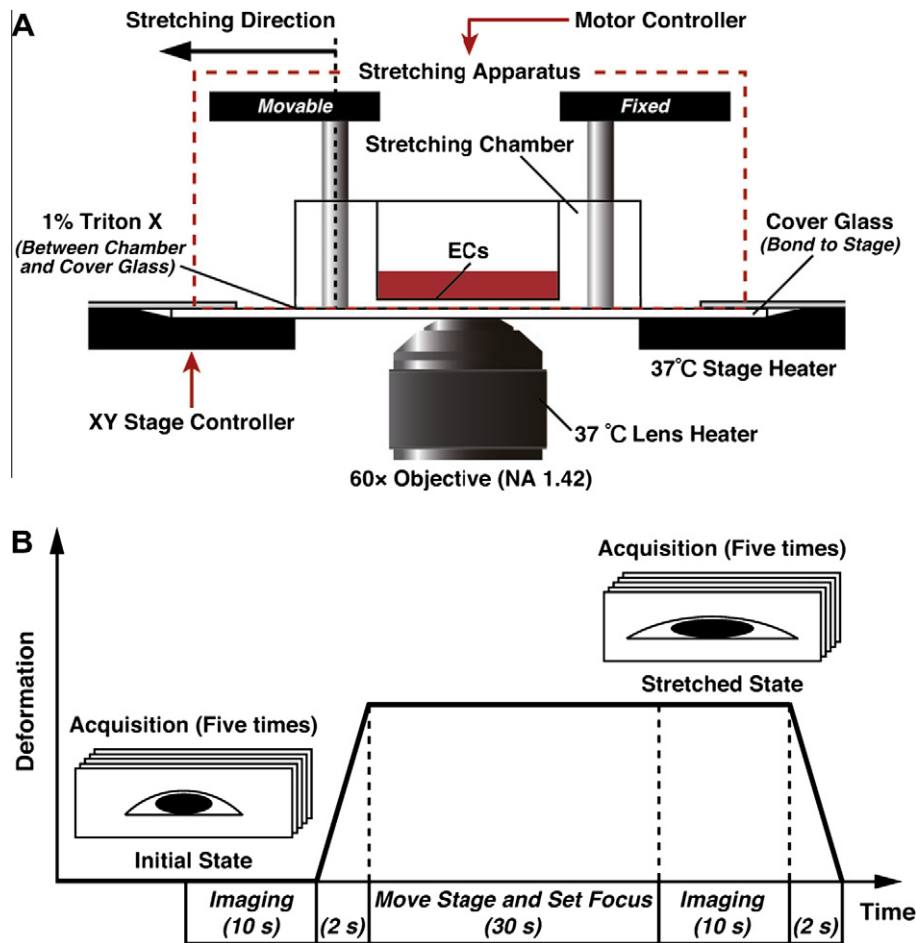 A
Stretching Direction
Motor Controller
Stretching Apparatus
Movable
Fixed
Stretching Chamber
1% Triton X
(Between Chamber
and Cover Glass)
ECs
Cover Glass
(Bond to Stage)
37°C Stage Heater
XY Stage Controller
37 °C Lens Heater
60× Objective (NA 1.42)
B
Acquisition (Five times)
Stretched State
Deformation
Acquisition (Five times)
Initial State
Imaging
(10 s)
(2 s)
Move Stage and Set Focus
(30 s)
Imaging
(10 s)
(2 s)
Time